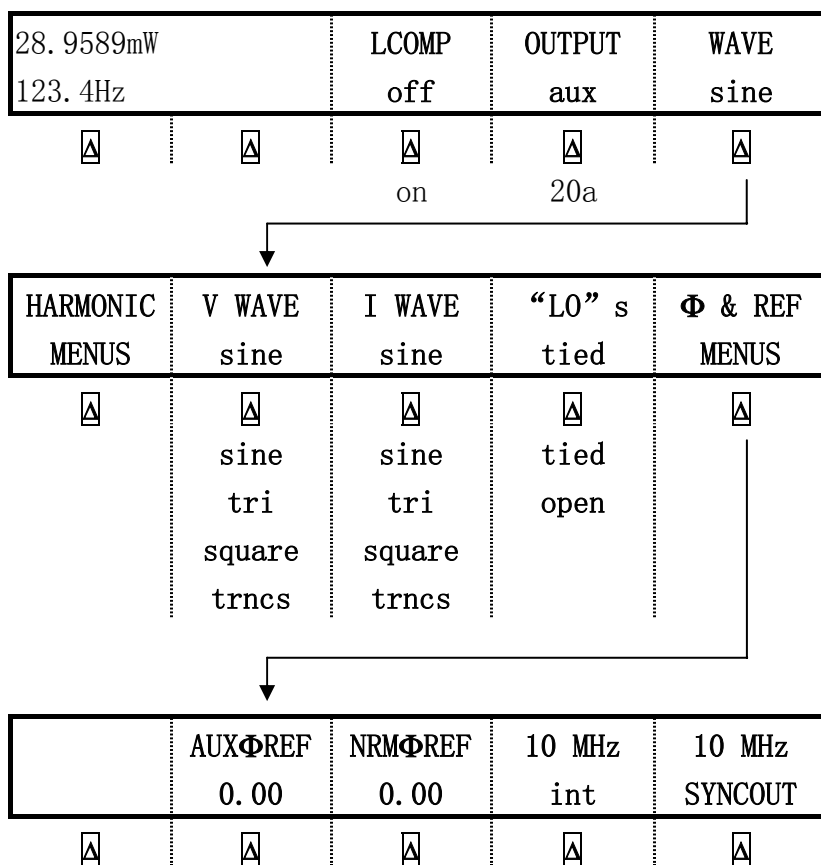 28.9589mW LCOMP OUTPUT WAVE
123.4Hz off aux sine
Δ Δ Δ Δ Δ
on 20a
HARMONIC V WAVE I WAVE “LO” s Φ & REF
MENUS sine sine tied MENUS
Δ Δ Δ Δ Δ
sine sine tied
tri tri open
square square
trncs trncs
AUXΦREF NRMΦREF 10 MHz 10 MHz
0.00 0.00 int SYNCOUT
Δ Δ Δ Δ Δ